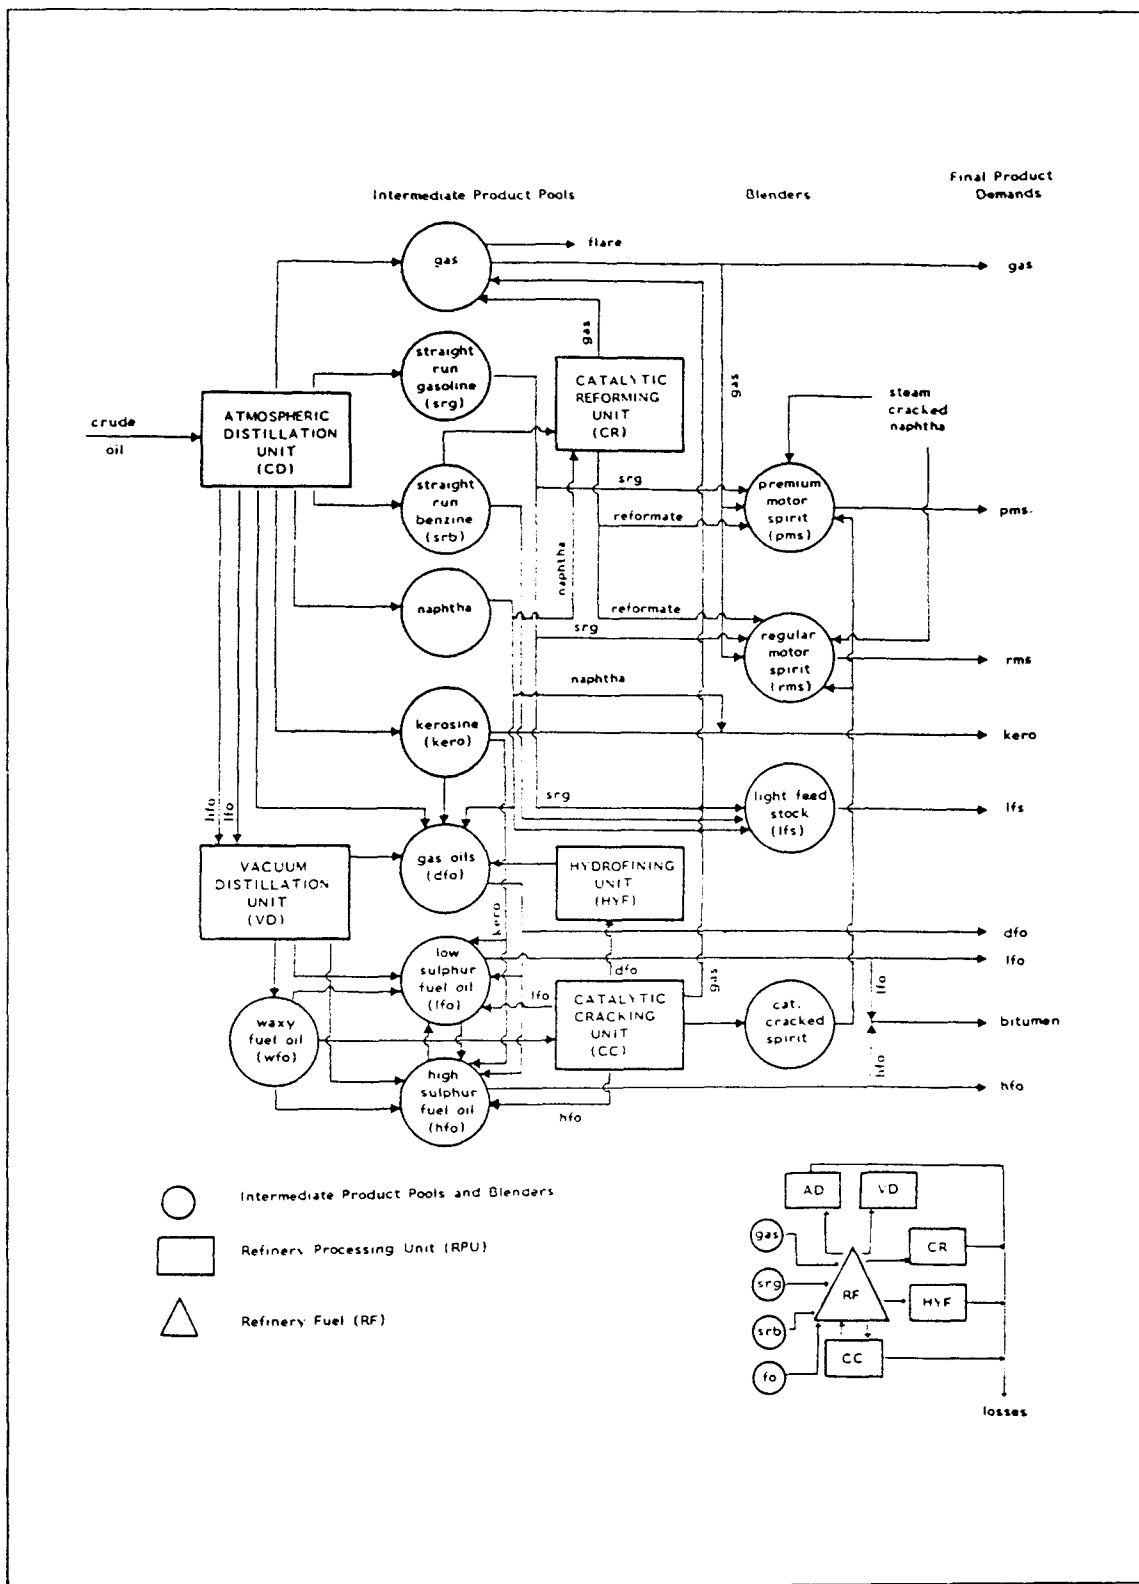 Final Product
Demands
Intermediate Product Pools
Blenders
flare
gas
gas
gas
straight
run
gasoline
(srg)
CATALYTIC
REFORMING
UNIT
(CR)
gas
steam
cracked
naphtha
crude
oil
ATMOSPHERIC
DISTILLATION
UNIT
(CD)
straight
run
benzine
(srb)
srg
reformate
premium
motor
spirit
(pms)
pms.
naphtha
naphtha
reformate
srg
regular
motor
spirit
(rms)
rms
naphtha
kerosine
(kero)
kero
hfo
lfo
srg
light feed
stock
(lfs)
lfs
VACUUM
DISTILLATION
UNIT
(VD)
gas oils
(dfo)
HYDROFINING
UNIT
(HYF)
kero
dfo
low
sulphur
fuel oil
(lfo)
dfo
gas
lfo
lfo
lfo
waxy
fuel oil
(wfo)
CATALYTIC
CRACKING
UNIT
(CC)
cat.
cracked
spirit
bitumen
hfo
high
sulphur
fuel oil
(hfo)
hfo
hfo
Intermediate Product Pools and Blenders
Refinery Processing Unit (RPU)
Refinery Fuel (RF)
AD
VD
gas
CR
srg
RF
HYF
srb
CC
fo
losses